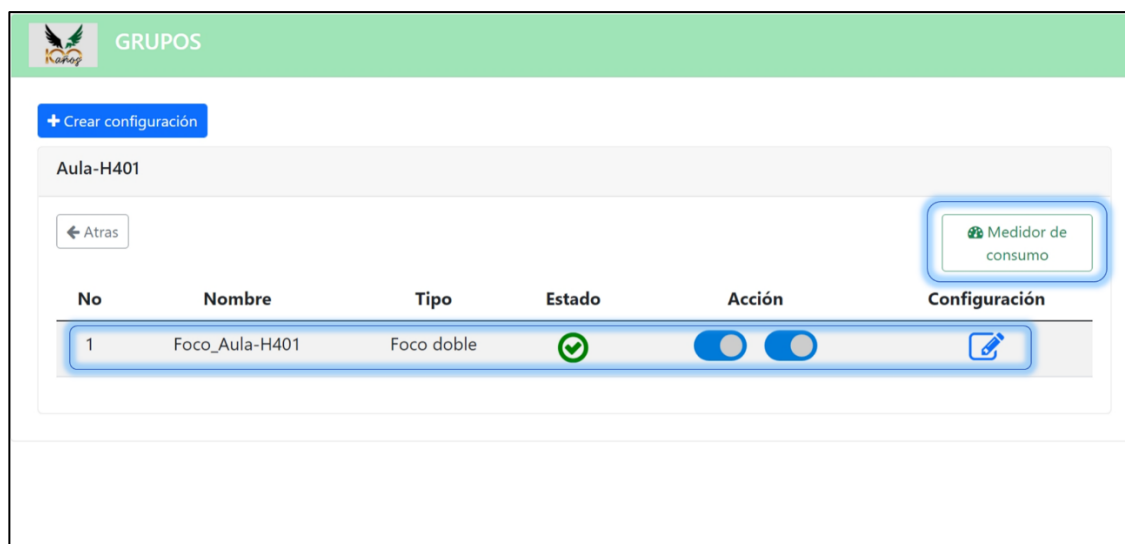 GRUPOS
Crear configuración
Aula-H401
Atras
Medidor de
consumo
No Nombre Tipo Estado Acción Configuración
1 Foco_Aula-H401 Foco doble